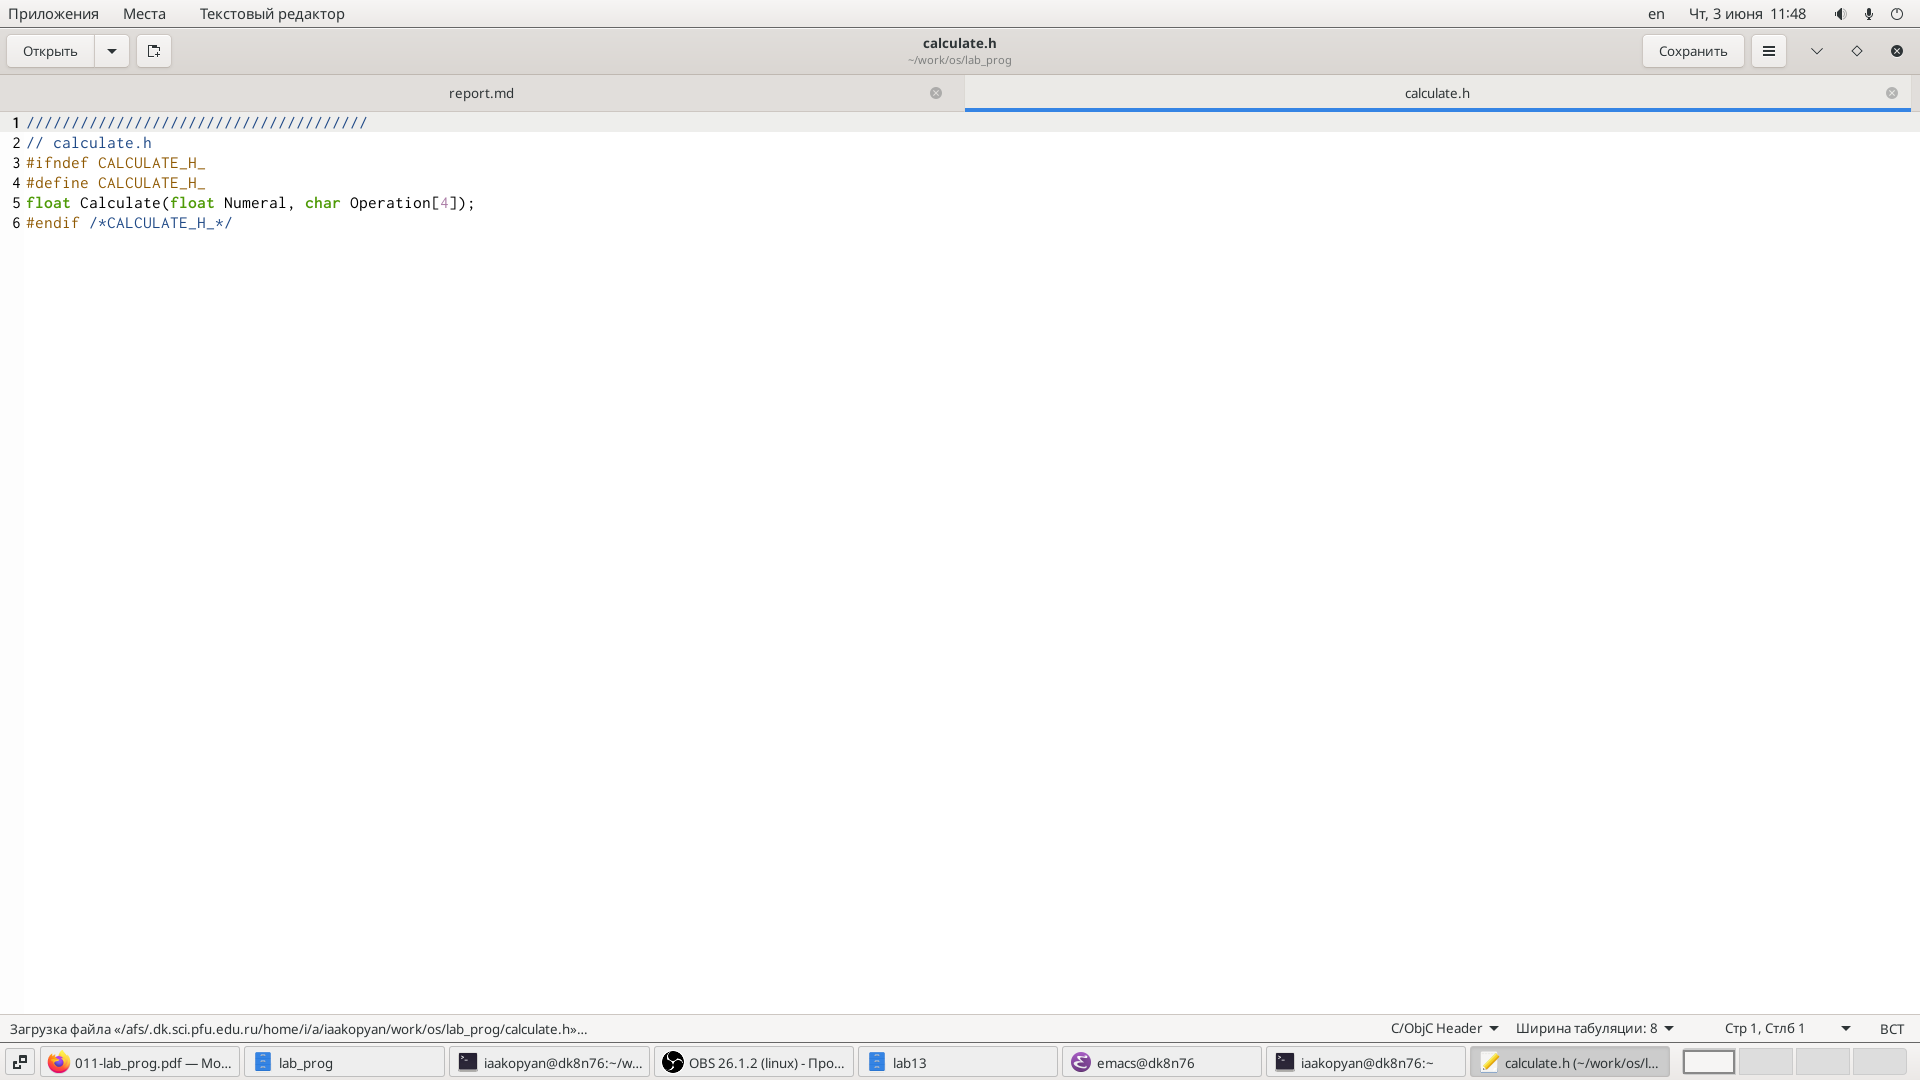 Приложения Места Текстовый редактор en Чт, 3 июня 11:48
Открыть calculate.h Сохранить
~/work/os/lab_prog
report.md calculate.h
1 //////////////////////////////////////
2 // calculate.h
3 #ifndef CALCULATE_H_
4 #define CALCULATE_H_
5 float Calculate(float Numeral, char Operation[4]);
6 #endif /*CALCULATE_H_*/
Загрузка файла «/afs/.dk.sci.pfu.edu.ru/home/i/a/iaakopyan/work/os/lab_prog/calculate.h»… C/ObjC Header Ширина табуляции: 8 Стр 1, Стлб 1 ВСТ
011-lab_prog.pdf — Mo… lab_prog iaakopyan@dk8n76:~/w… OBS 26.1.2 (linux) - Про… lab13 emacs@dk8n76 iaakopyan@dk8n76:~ calculate.h (~/work/os/l…